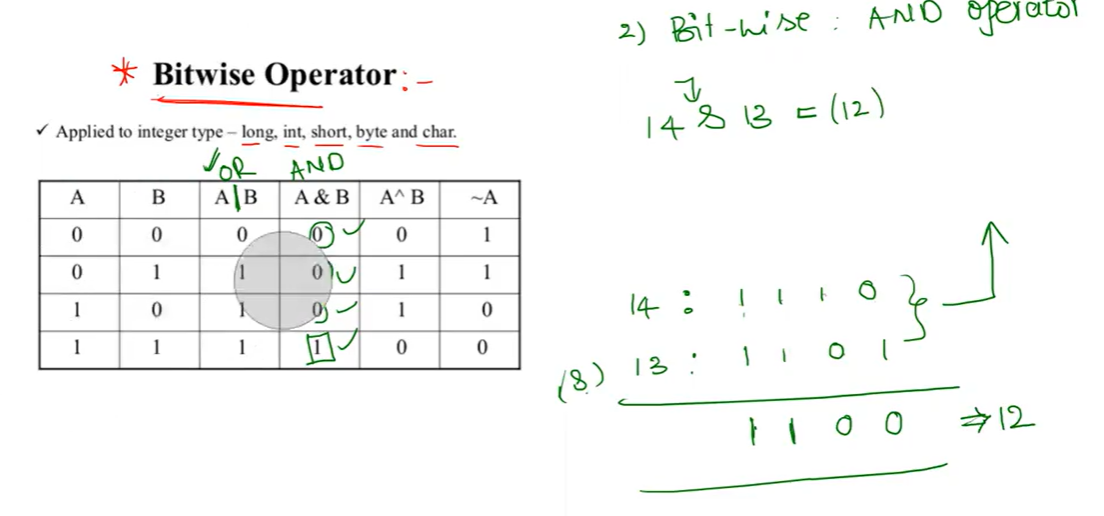 * Bitwise Operator :-
✓ Applied to integer type – long, int, short, byte and char.
OR AND
A B A | B A & B A^ B ~A
0 0 0 0 0 1
0 1 1 0 1 1
1 0 1 0 1 0
1 1 1 1 0 0
2) Bit-wise : AND operator
14 & 13 = (12)
14 : 1 1 1 0
(&) 13 : 1 1 0 1
1 1 0 0 ⇒ 12